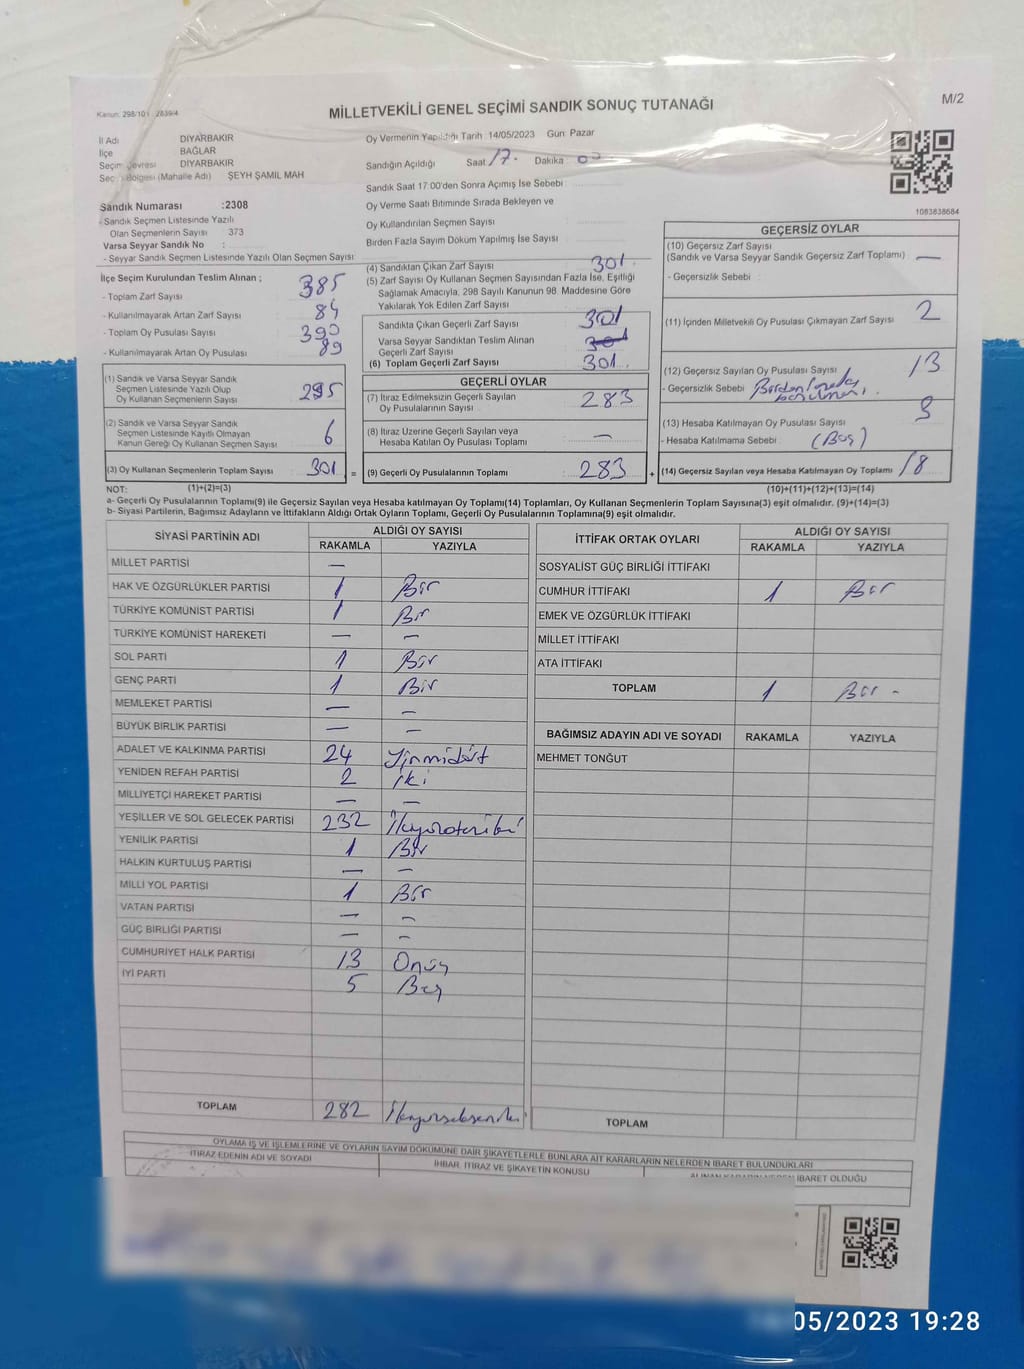 Kanun: 298/101 2839/4
MİLLETVEKİLİ GENEL SEÇİMİ SANDIK SONUÇ TUTANAĞI
M/2
İl Adı DİYARBAKIR
İlçe BAĞLAR
Seçim Çevresi DİYARBAKIR
Seç Bölgesi (Mahalle Adı) ŞEYH ŞAMİL MAH
Sandık Numarası :2308
- Sandık Seçmen Listesinde Yazılı
Olan Seçmenlerin Sayısı 373
Varsa Seyyar Sandık No :
- Seyyar Sandık Seçmen Listesinde Yazılı Olan Seçmen Sayısı:
Oy Vermenin Yapıldığı Tarih :14/05/2023 Gün: Pazar
Sandığın Açıldığı Saat 17. Dakika
Sandık Saat 17:00'den Sonra Açımış İse Sebebi
Oy Verme Saati Bitiminde Sırada Bekleyen ve
Oy Kullandırılan Seçmen Sayısı
Birden Fazla Sayım Döküm Yapılmış İse Sayısı
1083838684
İlçe Seçim Kurulundan Teslim Alınan ;
- Toplam Zarf Sayısı 385
- Kullanılmayarak Artan Zarf Sayısı 84
- Toplam Oy Pusulası Sayısı 390
- Kullanılmayarak Artan Oy Pusulası 89
(4) Sandıktan Çıkan Zarf Sayısı 301
(5) Zarf Sayısı Oy Kullanan Seçmen Sayısından Fazla İse, Eşitliği
Sağlamak Amacıyla, 298 Sayılı Kanunun 98. Maddesine Göre
Yakılarak Yok Edilen Zarf Sayısı
Sandıkta Çıkan Geçerli Zarf Sayısı 301
Varsa Seyyar Sandıktan Teslim Alınan
Geçerli Zarf Sayısı 301
(6) Toplam Geçerli Zarf Sayısı 301
GEÇERSİZ OYLAR
(10) Geçersiz Zarf Sayısı
(Sandık ve Varsa Seyyar Sandık Geçersiz Zarf Toplamı) —
- Geçersizlik Sebebi
(11) İçinden Milletvekili Oy Pusulası Çıkmayan Zarf Sayısı 2
(12) Geçersiz Sayılan Oy Pusulası Sayısı 13
- Geçersizlik Sebebi
(13) Hesaba Katılmayan Oy Pusulası Sayısı 3
- Hesaba Katılmama Sebebi (Boş)
(14) Geçersiz Sayılan veya Hesaba Katılmayan Oy Toplamı 18
(1) Sandık ve Varsa Seyyar Sandık
Seçmen Listesinde Yazılı Olup
Oy Kullanan Seçmenlerin Sayısı 295
(2) Sandık ve Varsa Seyyar Sandık
Seçmen Listesinde Kayıtlı Olmayan
Kanun Gereği Oy Kullanan Seçmen Sayısı 6
(3) Oy Kullanan Seçmenlerin Toplam Sayısı 301 =
GEÇERLİ OYLAR
(7) İtiraz Edilmeksizin Geçerli Sayılan
Oy Pusulasının Sayısı 283
(8) İtiraz Üzerine Geçerli Sayılan veya
Hesaba Katılan Oy Pusulası Toplamı —
(9) Geçerli Oy Pusulalarının Toplamı 283 +
NOT: (1)+(2)=(3) (10)+(11)+(12)+(13)=(14)
a- Geçerli Oy Pusulalarının Toplamı(9) ile Geçersiz Sayılan veya Hesaba katılmayan Oy Toplamı(14) Toplamları, Oy Kullanan Seçmenlerin Toplam Sayısına(3) eşit olmalıdır. (9)+(14)=(3)
b- Siyasi Partilerin, Bağımsız Adayların ve İttifakların Aldığı Ortak Oyların Toplamı, Geçerli Oy Pusulalarının Toplamına(9) eşit olmalıdır.
SİYASİ PARTİNİN ADI ALDIĞI OY SAYISI
RAKAMLA YAZIYLA
MİLLET PARTİSİ —
HAK VE ÖZGÜRLÜKLER PARTİSİ 1 Bir
TÜRKİYE KOMÜNİST PARTİSİ 1 Bir
TÜRKİYE KOMÜNİST HAREKETİ — —
SOL PARTİ 1 Bir
GENÇ PARTİ 1 Bir
MEMLEKET PARTİSİ — —
BÜYÜK BİRLİK PARTİSİ — —
ADALET VE KALKINMA PARTİSİ 24 Yirmidört
YENİDEN REFAH PARTİSİ 2 İki
MİLLİYETÇİ HAREKET PARTİSİ — —
YEŞİLLER VE SOL GELECEK PARTİSİ 232 İkiyüzotuziki
YENİLİK PARTİSİ 1 Bir
HALKIN KURTULUŞ PARTİSİ — —
MİLLİ YOL PARTİSİ 1 Bir
VATAN PARTİSİ — —
GÜÇ BİRLİĞİ PARTİSİ — —
CUMHURİYET HALK PARTİSİ 13 Onüç
İYİ PARTİ 5 Beş
TOPLAM 282 İkiyüzsekseniki
İTTİFAK ORTAK OYLARI ALDIĞI OY SAYISI
RAKAMLA YAZIYLA
SOSYALİST GÜÇ BİRLİĞİ İTTİFAKI
CUMHUR İTTİFAKI 1 Bir
EMEK VE ÖZGÜRLÜK İTTİFAKI
MİLLET İTTİFAKI
ATA İTTİFAKI
TOPLAM 1 Bir -
BAĞIMSIZ ADAYIN ADI VE SOYADI RAKAMLA YAZIYLA
MEHMET TONĞUT
TOPLAM
OYLAMA İŞ VE İŞLEMLERİNE VE OYLARIN SAYIM DÖKÜMÜNE DAİR ŞİKAYETLERLE BUNLARA AİT KARARLARIN NELERDEN İBARET BULUNDUKLARI
İTİRAZ EDENİN ADI VE SOYADI
İHBAR, İTİRAZ VE ŞİKAYETİN KONUSU
ALINAN KARARIN NEDEN İBARET OLDUĞU
05/2023 19:28